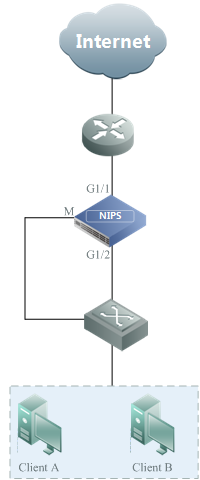 Internet
G1/1
M
NIPS
G1/2
Client A
Client B